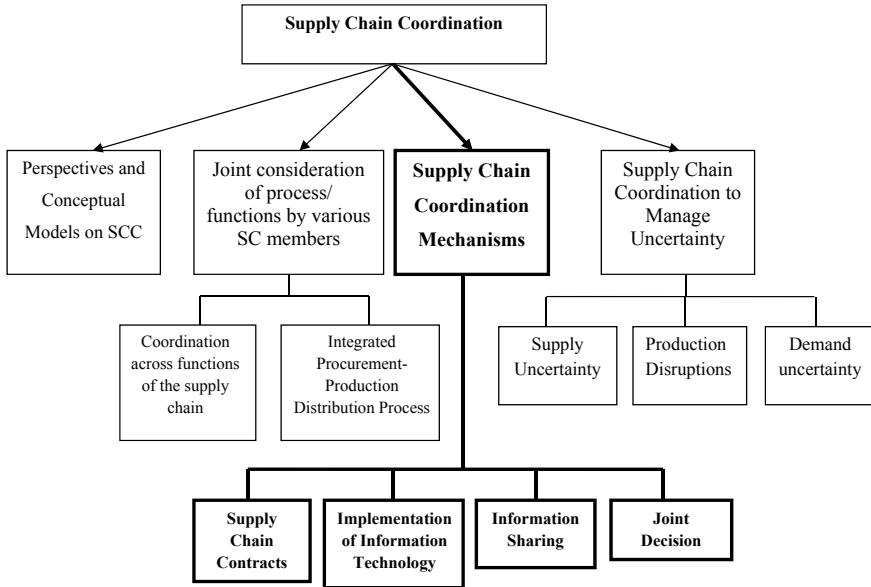 Supply Chain Coordination
Perspectives and
Conceptual
Models on SCC
Joint consideration
of process/
functions by various
SC members
Supply Chain
Coordination
Mechanisms
Supply Chain
Coordination to
Manage
Uncertainty
Coordination
across functions
of the supply
chain
Integrated
Procurement-
Production
Distribution Process
Supply
Uncertainty
Production
Disruptions
Demand
uncertainty
Supply
Chain
Contracts
Implementation
of Information
Technology
Information
Sharing
Joint
Decision